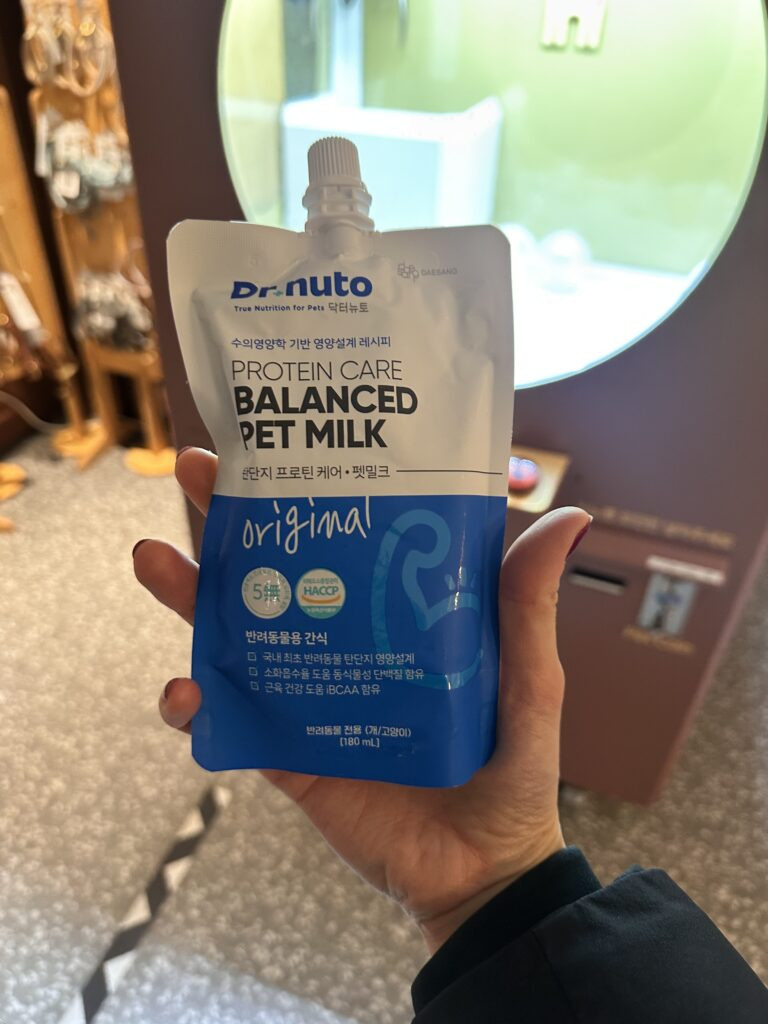 Dr.nuto
DAESANG
True Nutrition for Pets 닥터뉴토
수의영양학 기반 영양설계 레시피
PROTEIN CARE
BALANCED
PET MILK
탄단지 프로틴 케어 • 펫밀크
original
5
HACCP
반려동물용 간식
국내 최초 반려동물 탄단지 영양설계
소화흡수율 도움 동식물성 단백질 함유
근육 건강 도움 iBCAA 함유
반려동물 전용 (개/고양이)
[180 mL]